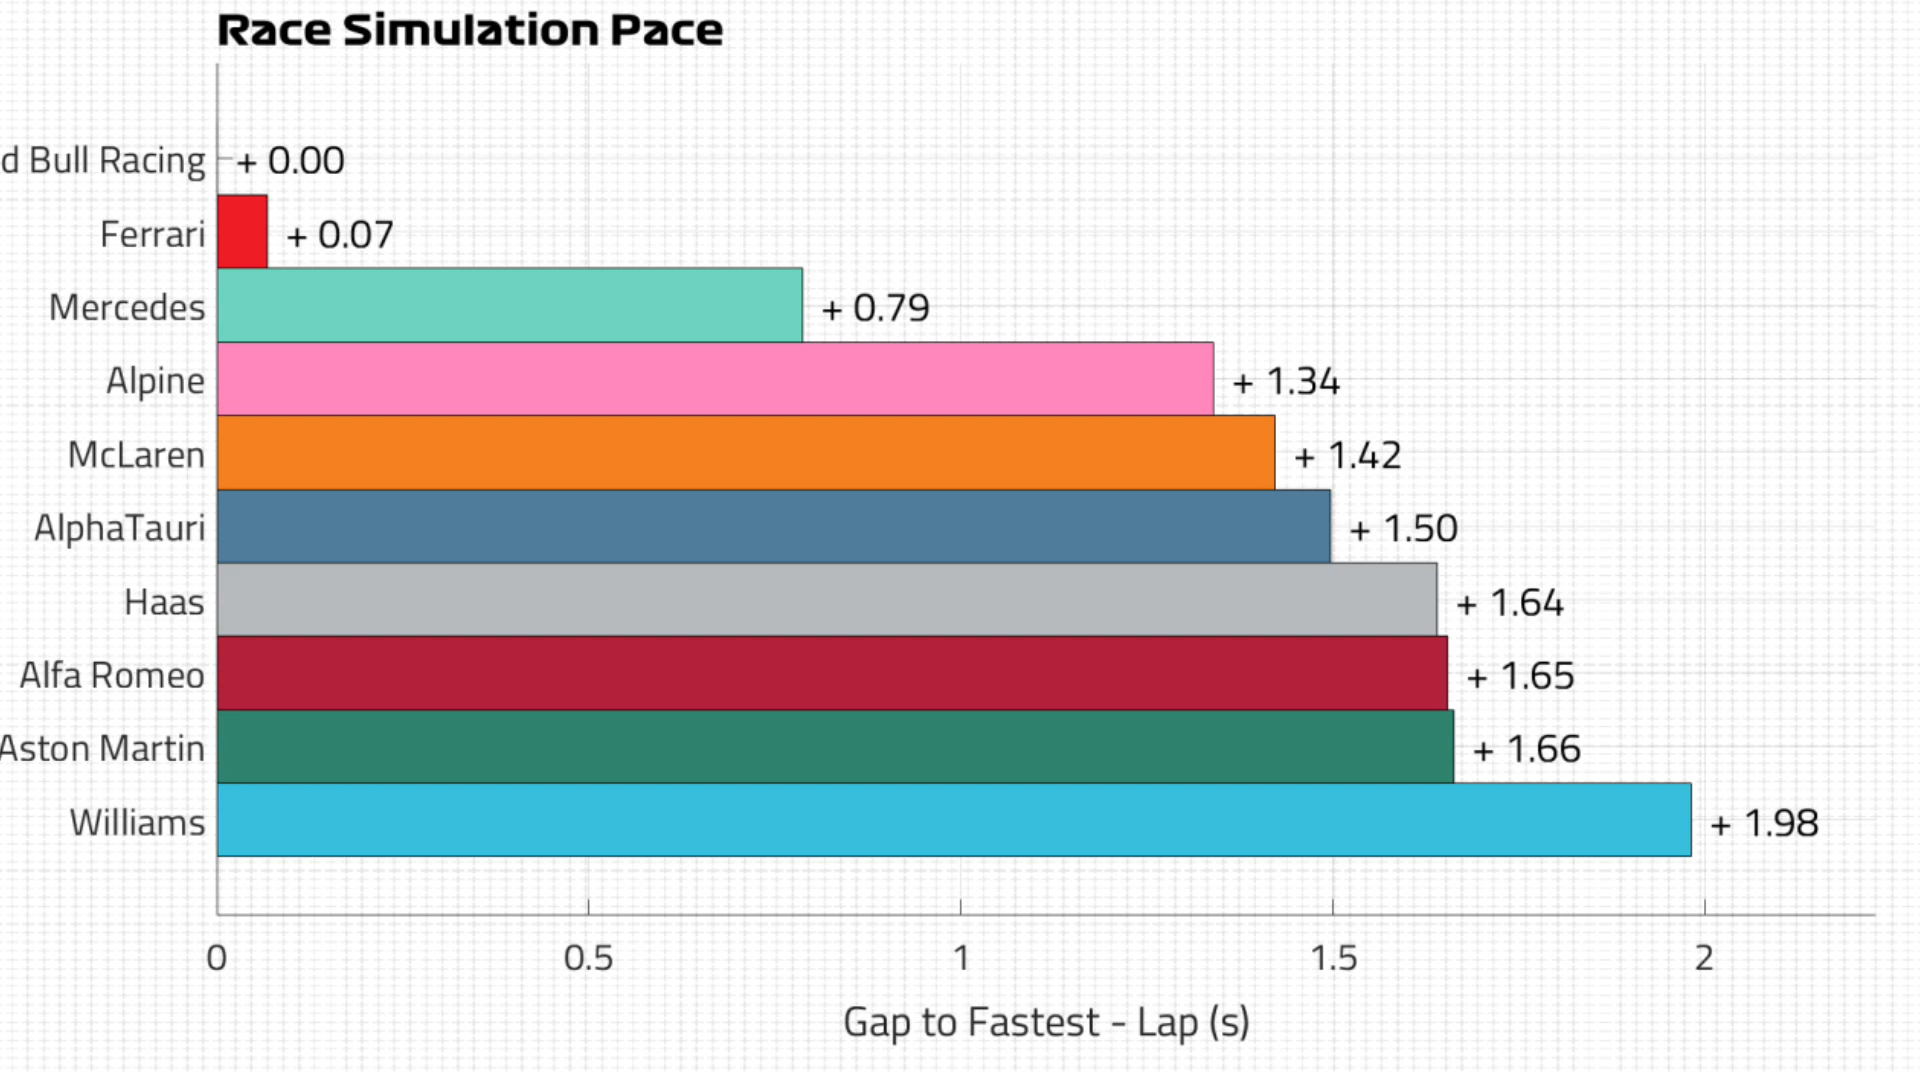 Race Simulation Pace
d Bull Racing + 0.00
Ferrari + 0.07
Mercedes + 0.79
Alpine + 1.34
McLaren + 1.42
AlphaTauri + 1.50
Haas + 1.64
Alfa Romeo + 1.65
Aston Martin + 1.66
Williams + 1.98
0 0.5 1 1.5 2
Gap to Fastest - Lap (s)